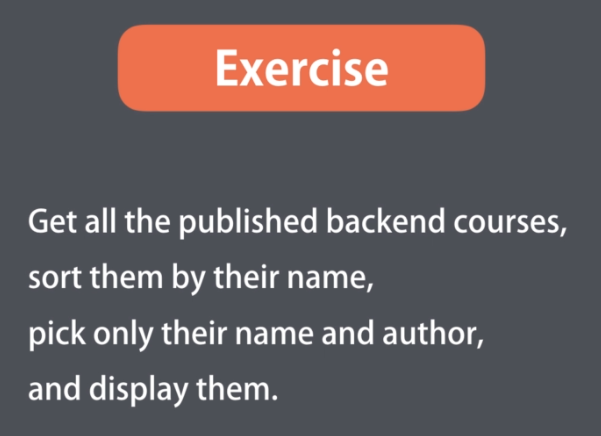 Exercise
Get all the published backend courses,
sort them by their name,
pick only their name and author,
and display them.